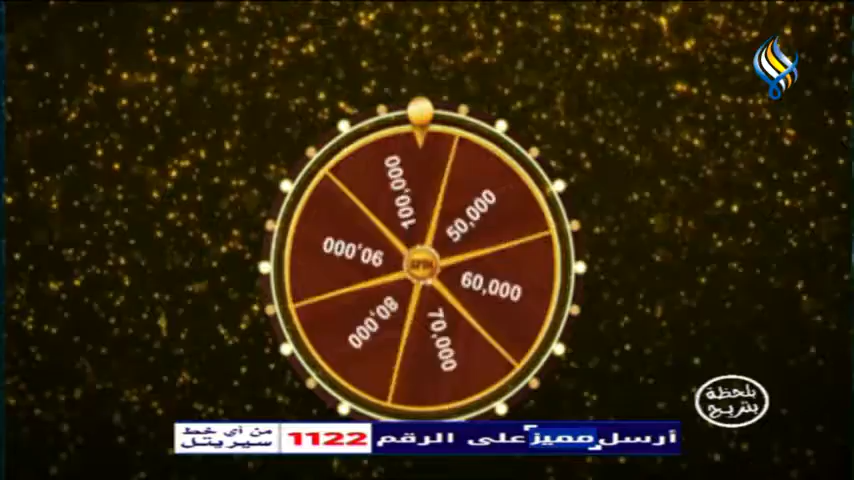 100,000
50,000
90,000
60,000
80,000
70,000
بلحظة
بتربح
أرسل مميز على الرقم 1122 من أي خط
سيريتل